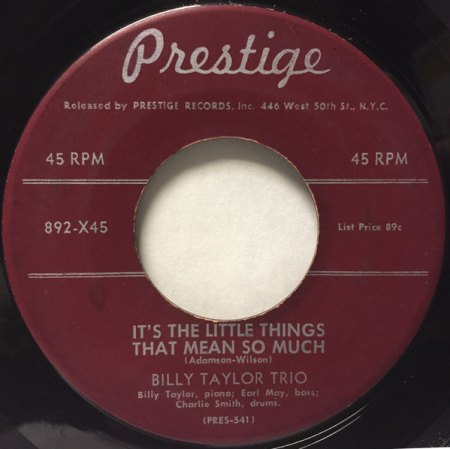 Prestige
Released by PRESTIGE RECORDS, Inc. 446 West 50th St., N.Y.C.
45 RPM 45 RPM
892-X45 List Price 89c
IT'S THE LITTLE THINGS
THAT MEAN SO MUCH
(Adamson-Wilson)
BILLY TAYLOR TRIO
Billy Taylor, piano; Earl May, bass;
Charlie Smith, drums.
(PRES-541)